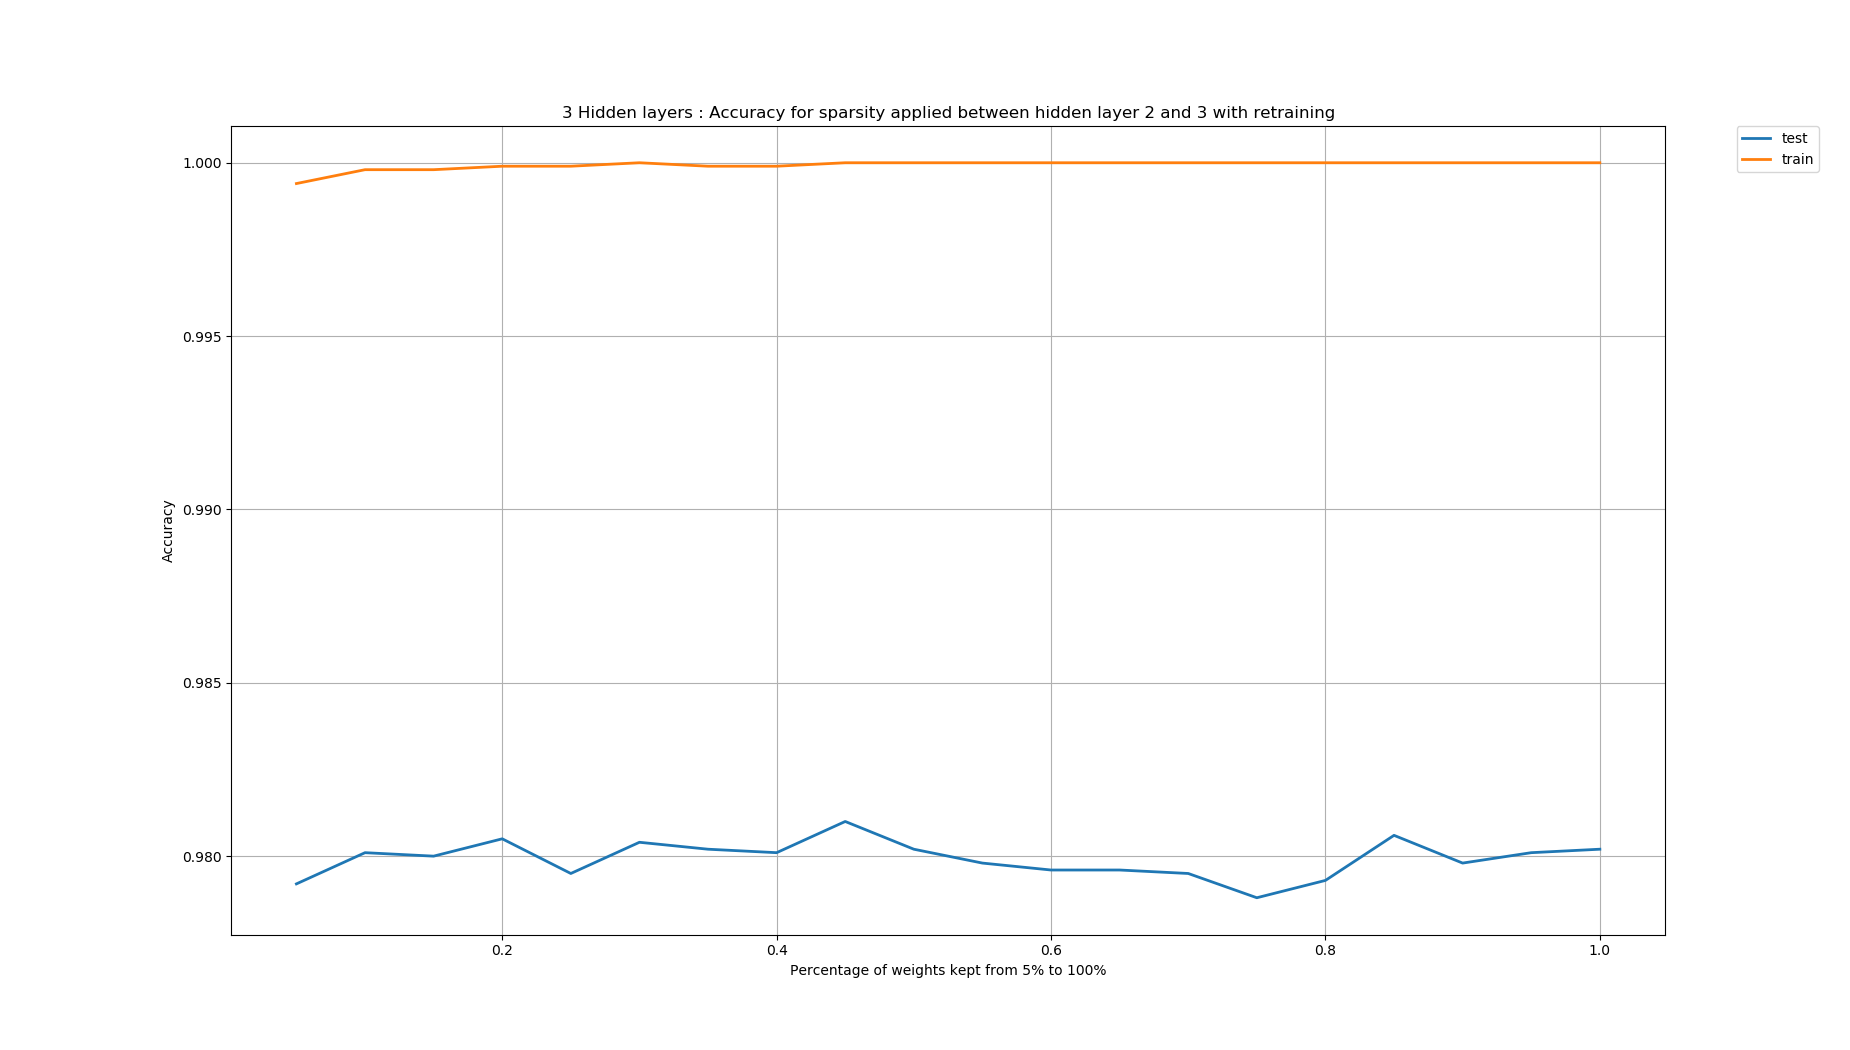 3 Hidden layers : Accuracy for sparsity applied between hidden layer 2 and 3 with retraining
test
train
1.000
0.995
0.990
0.985
0.980
Accuracy
0.2
0.4
0.6
0.8
1.0
Percentage of weights kept from 5% to 100%